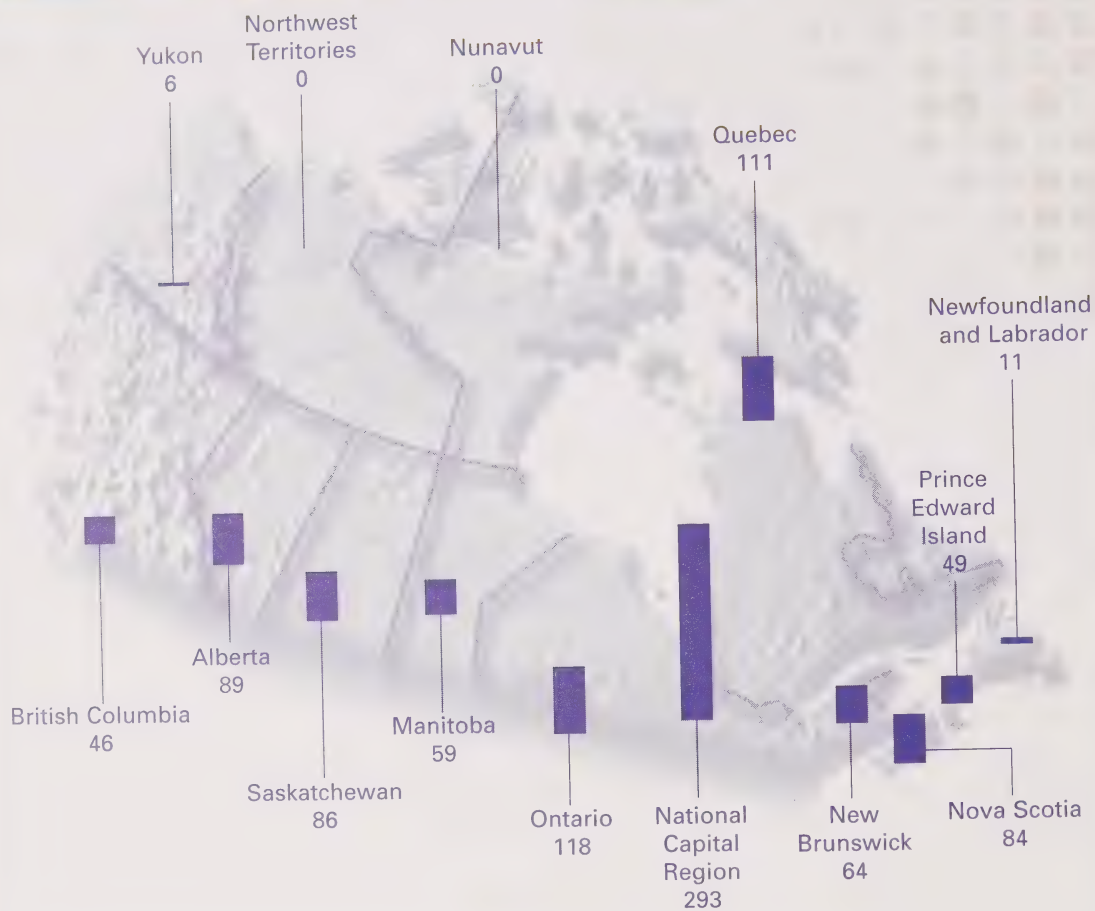 Yukon
6
Northwest
Territories
0
Nunavut
0
Quebec
111
Newfoundland
and Labrador
11
Prince
Edward
Island
49
British Columbia
46
Alberta
89
Saskatchewan
86
Manitoba
59
Ontario
118
National
Capital
Region
293
New
Brunswick
64
Nova Scotia
84